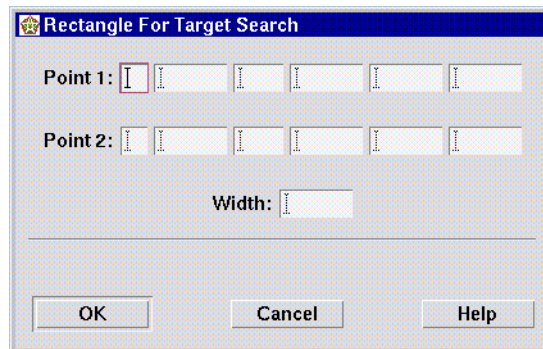 Rectangle For Target Search
Point 1:
Point 2:
Width:
OK Cancel Help